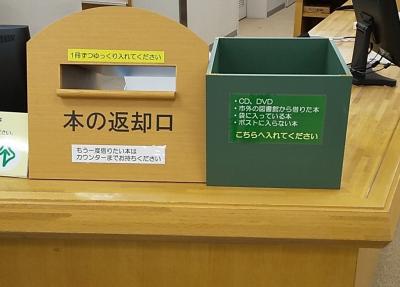 1冊ずつゆっくり入れてください
本の返却口
もう一度借りたい本は
カウンターまでお持ちください
・CD、DVD
・市外の図書館から借りた本
・袋に入っている本
・ポストに入らない本
こちらへ入れてください